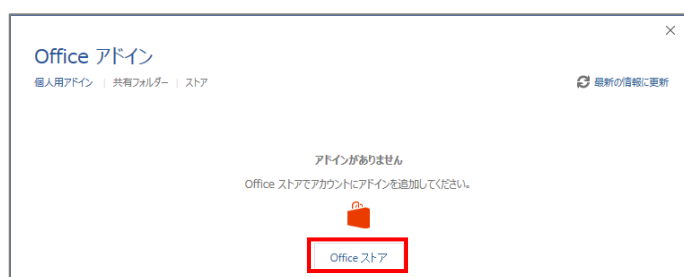 Office アドイン
個人用アドイン | 共有フォルダー | ストア
最新の情報に更新
アドインがありません
Office ストアでアカウントにアドインを追加してください。
Office ストア